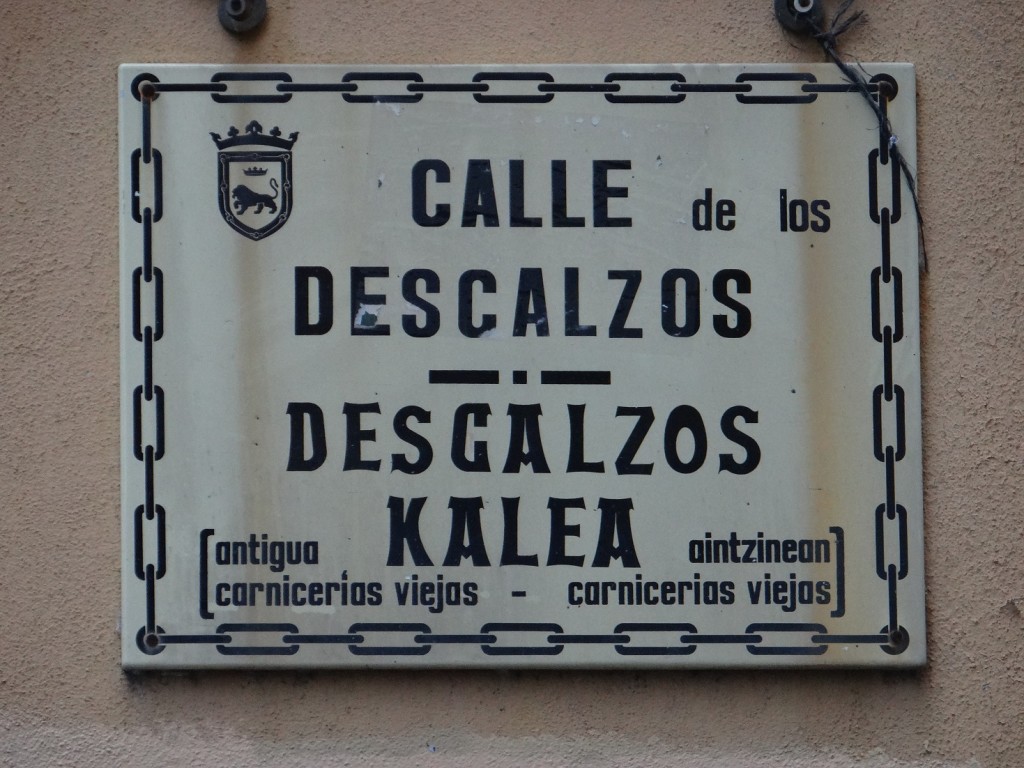 CALLE de los
DESCALZOS
DESCALZOS
KALEA
[antigua aintzinean]
carnicerías viejas - carnicerias viejas